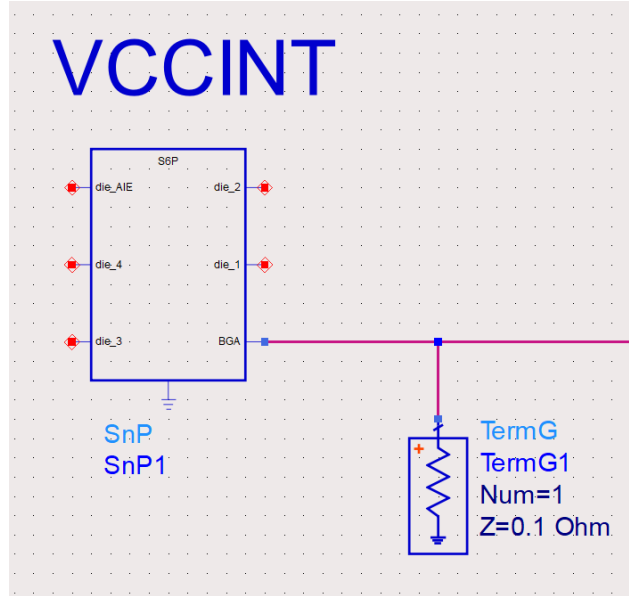 VCCINT
S6P
die_AIE
die_2
die_4
die_1
die_3
BGA
SnP
SnP1
+
TermG
TermG1
Num=1
Z=0.1 Ohm